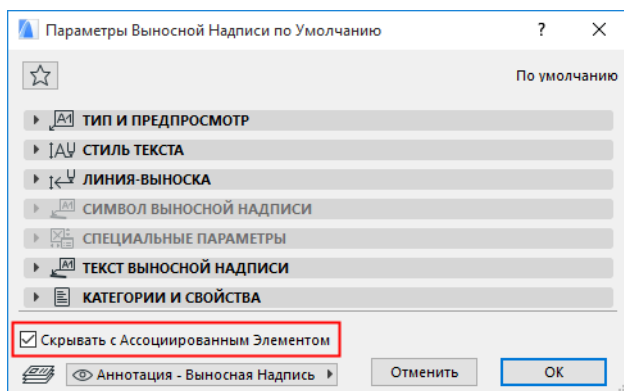 Параметры Выносной Надписи по Умолчанию ? ×
По умолчанию
ТИП И ПРЕДПРОСМОТР
СТИЛЬ ТЕКСТА
ЛИНИЯ-ВЫНОСКА
СИМВОЛ ВЫНОСНОЙ НАДПИСИ
СПЕЦИАЛЬНЫЕ ПАРАМЕТРЫ
ТЕКСТ ВЫНОСНОЙ НАДПИСИ
КАТЕГОРИИ И СВОЙСТВА
Скрывать с Ассоциированным Элементом
Аннотация - Выносная Надпись Отменить OK